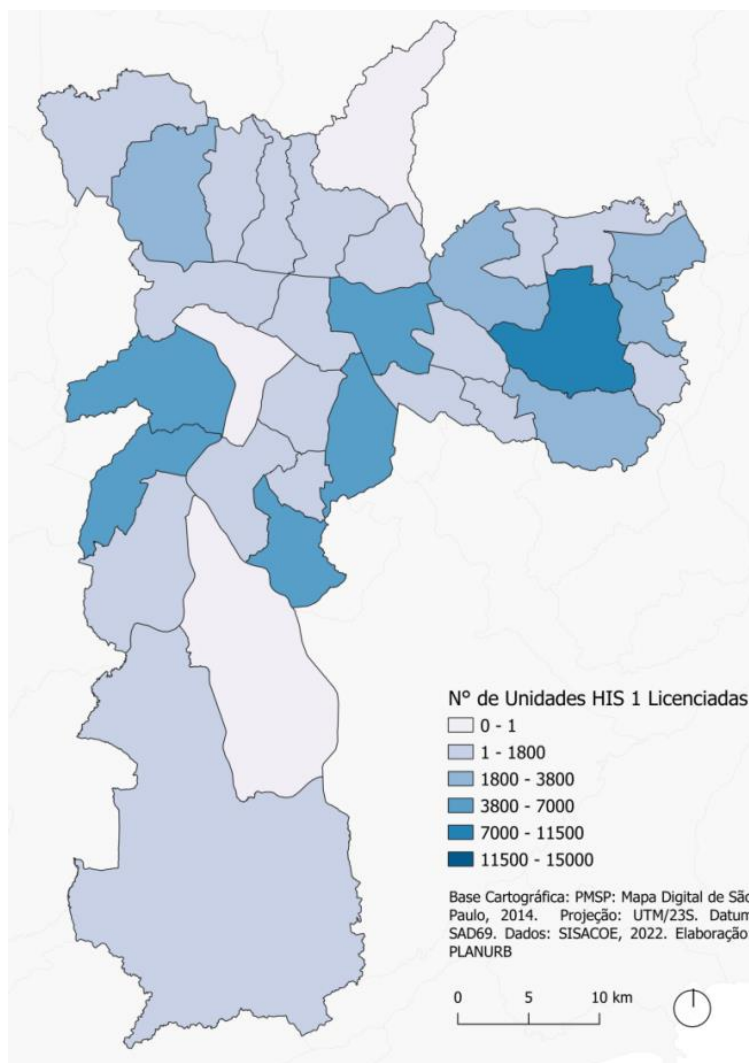 N° de Unidades HIS 1 Licenciadas
0 - 1
1 - 1800
1800 - 3800
3800 - 7000
7000 - 11500
11500 - 15000
Base Cartográfica: PMSP: Mapa Digital de São
Paulo, 2014. Projeção: UTM/23S. Datum
SAD69. Dados: SISACOE, 2022. Elaboração:
PLANURB
0 5 10 km